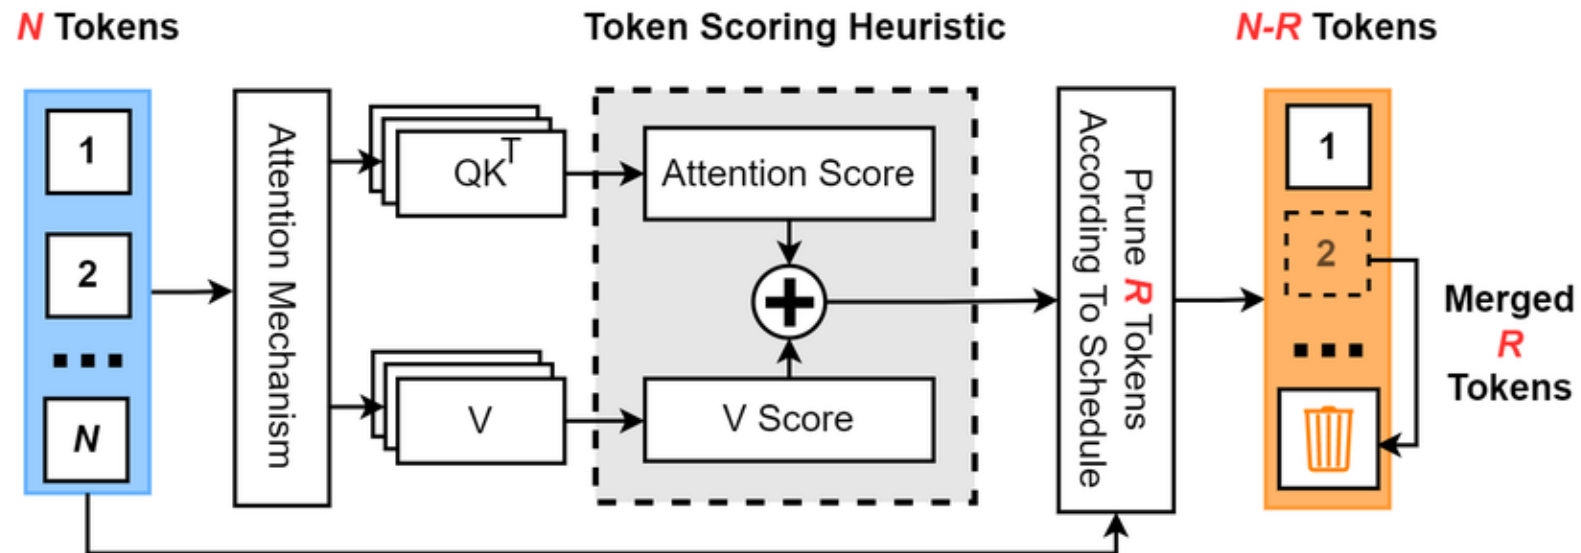 N Tokens
Token Scoring Heuristic
N-R Tokens
1
2
N
Attention Mechanism
QK^T
V
Attention Score
V Score
Prune R Tokens
According To Schedule
1
2
Merged
R
Tokens